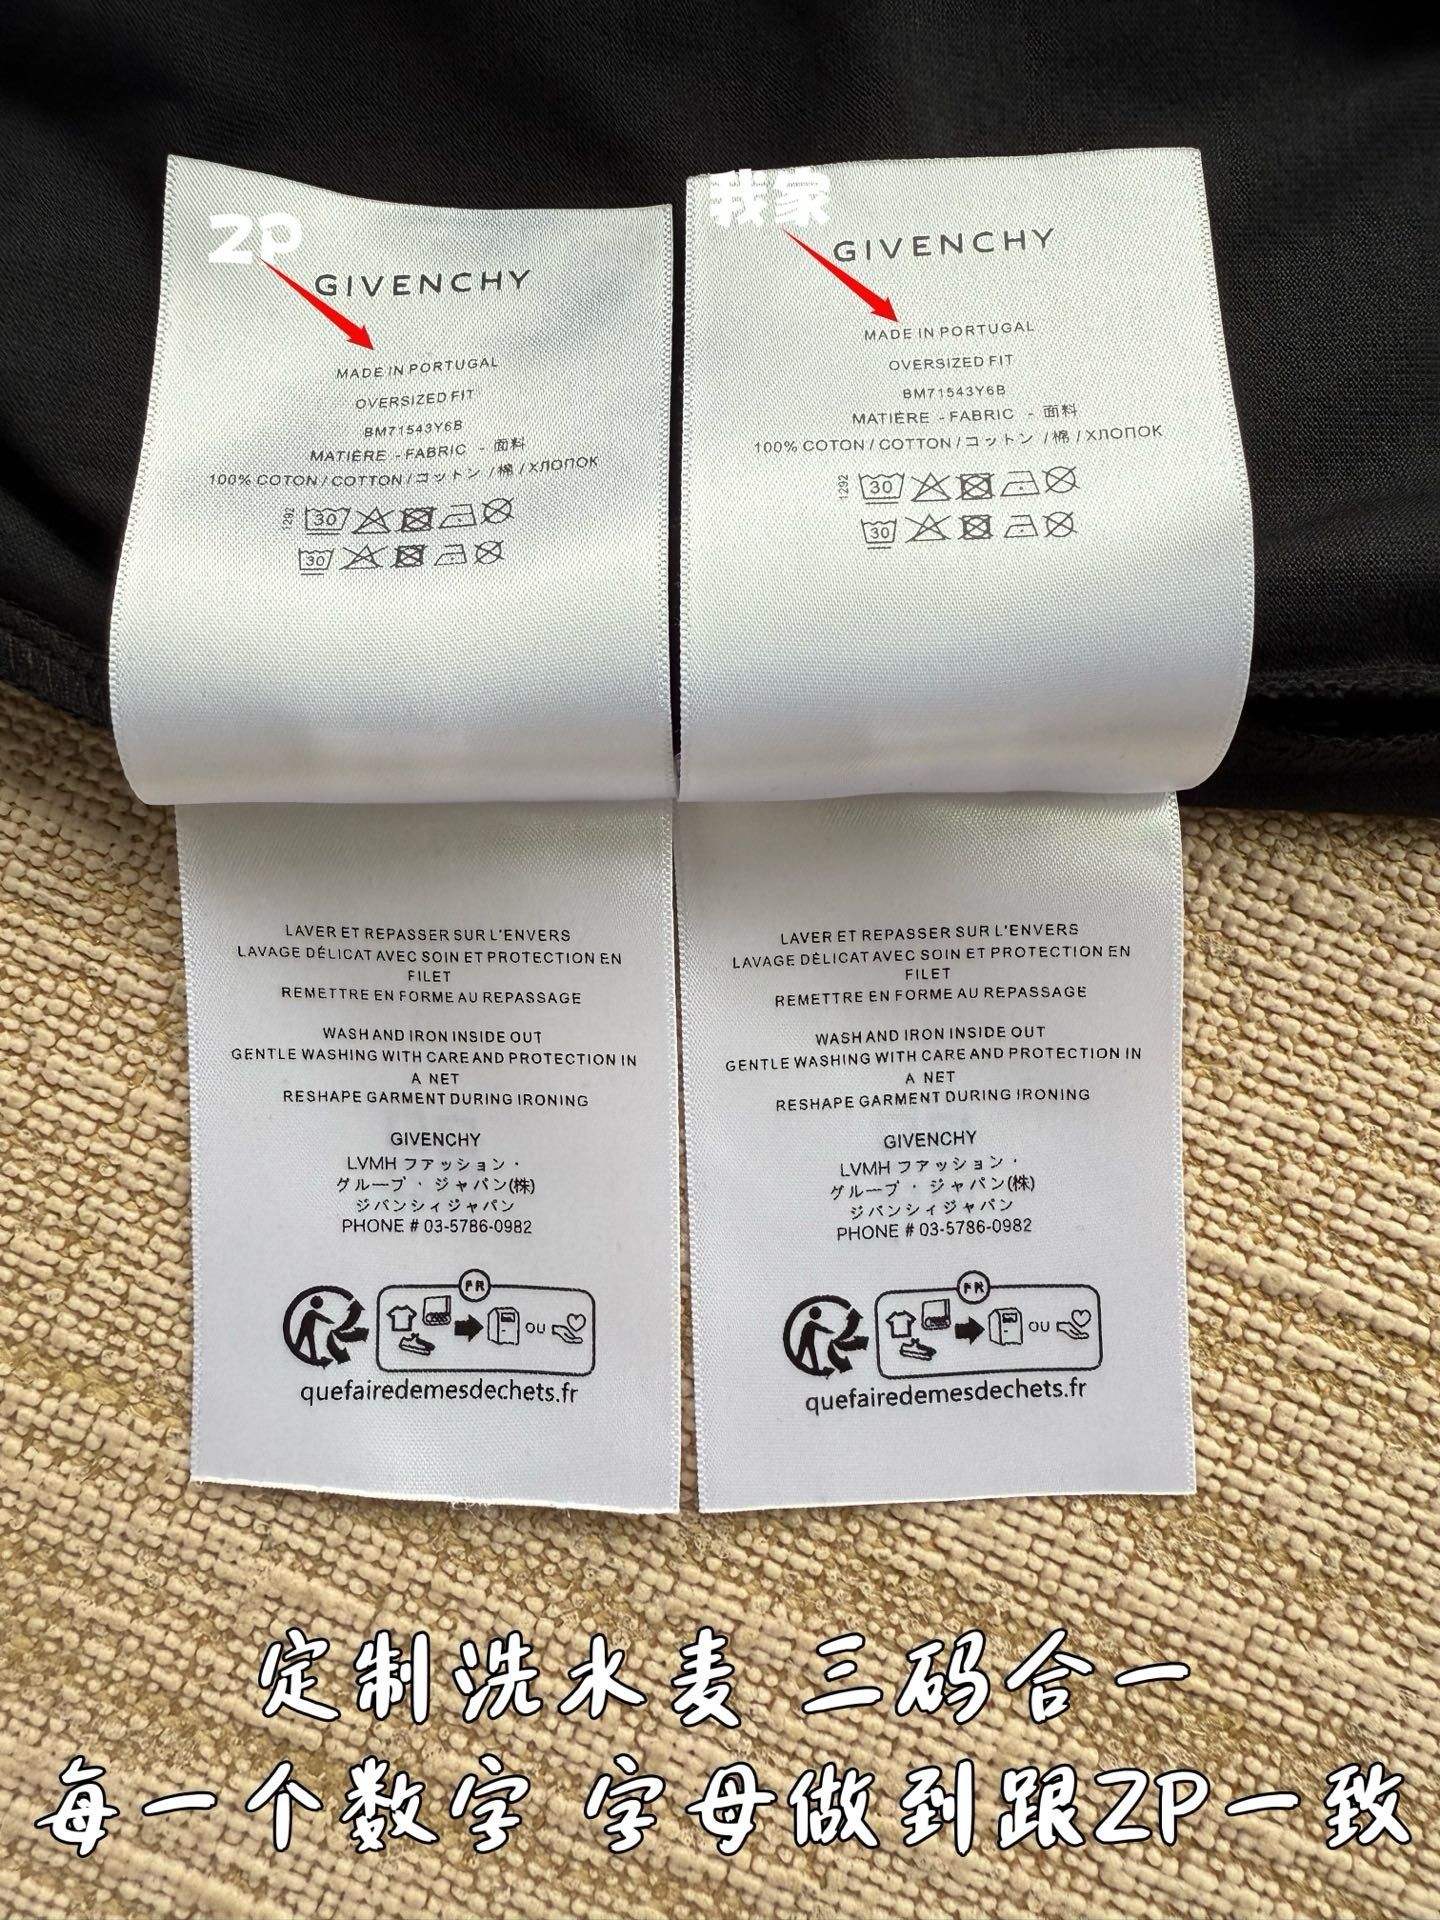 ZP
GIVENCHY
MADE IN PORTUGAL
OVERSIZED FIT
BM71543Y6B
MATIÈRE - FABRIC - 面料
100% COTON / COTTON / コットン / 棉 / ХЛОПОК
1292
30
30
LAVER ET REPASSER SUR L'ENVERS
LAVAGE DÉLICAT AVEC SOIN ET PROTECTION EN
FILET
REMETTRE EN FORME AU REPASSAGE
WASH AND IRON INSIDE OUT
GENTLE WASHING WITH CARE AND PROTECTION IN
A NET
RESHAPE GARMENT DURING IRONING
GIVENCHY
LVMH ファッション・
グループ・ジャパン(株)
ジバンシィジャパン
PHONE # 03-5786-0982
FR
OU
quefairedemesdechets.fr
我家
GIVENCHY
MADE IN PORTUGAL
OVERSIZED FIT
BM71543Y6B
MATIÈRE - FABRIC - 面料
100% COTON / COTTON / コットン / 棉 / ХЛОПОК
1292
30
30
LAVER ET REPASSER SUR L'ENVERS
LAVAGE DÉLICAT AVEC SOIN ET PROTECTION EN
FILET
REMETTRE EN FORME AU REPASSAGE
WASH AND IRON INSIDE OUT
GENTLE WASHING WITH CARE AND PROTECTION IN
A NET
RESHAPE GARMENT DURING IRONING
GIVENCHY
LVMH ファッション・
グループ・ジャパン(株)
ジバンシィジャパン
PHONE # 03-5786-0982
FR
OU
quefairedemesdechets.fr
定制洗水麦 三码合一
每一个数字 字母做到跟ZP一致